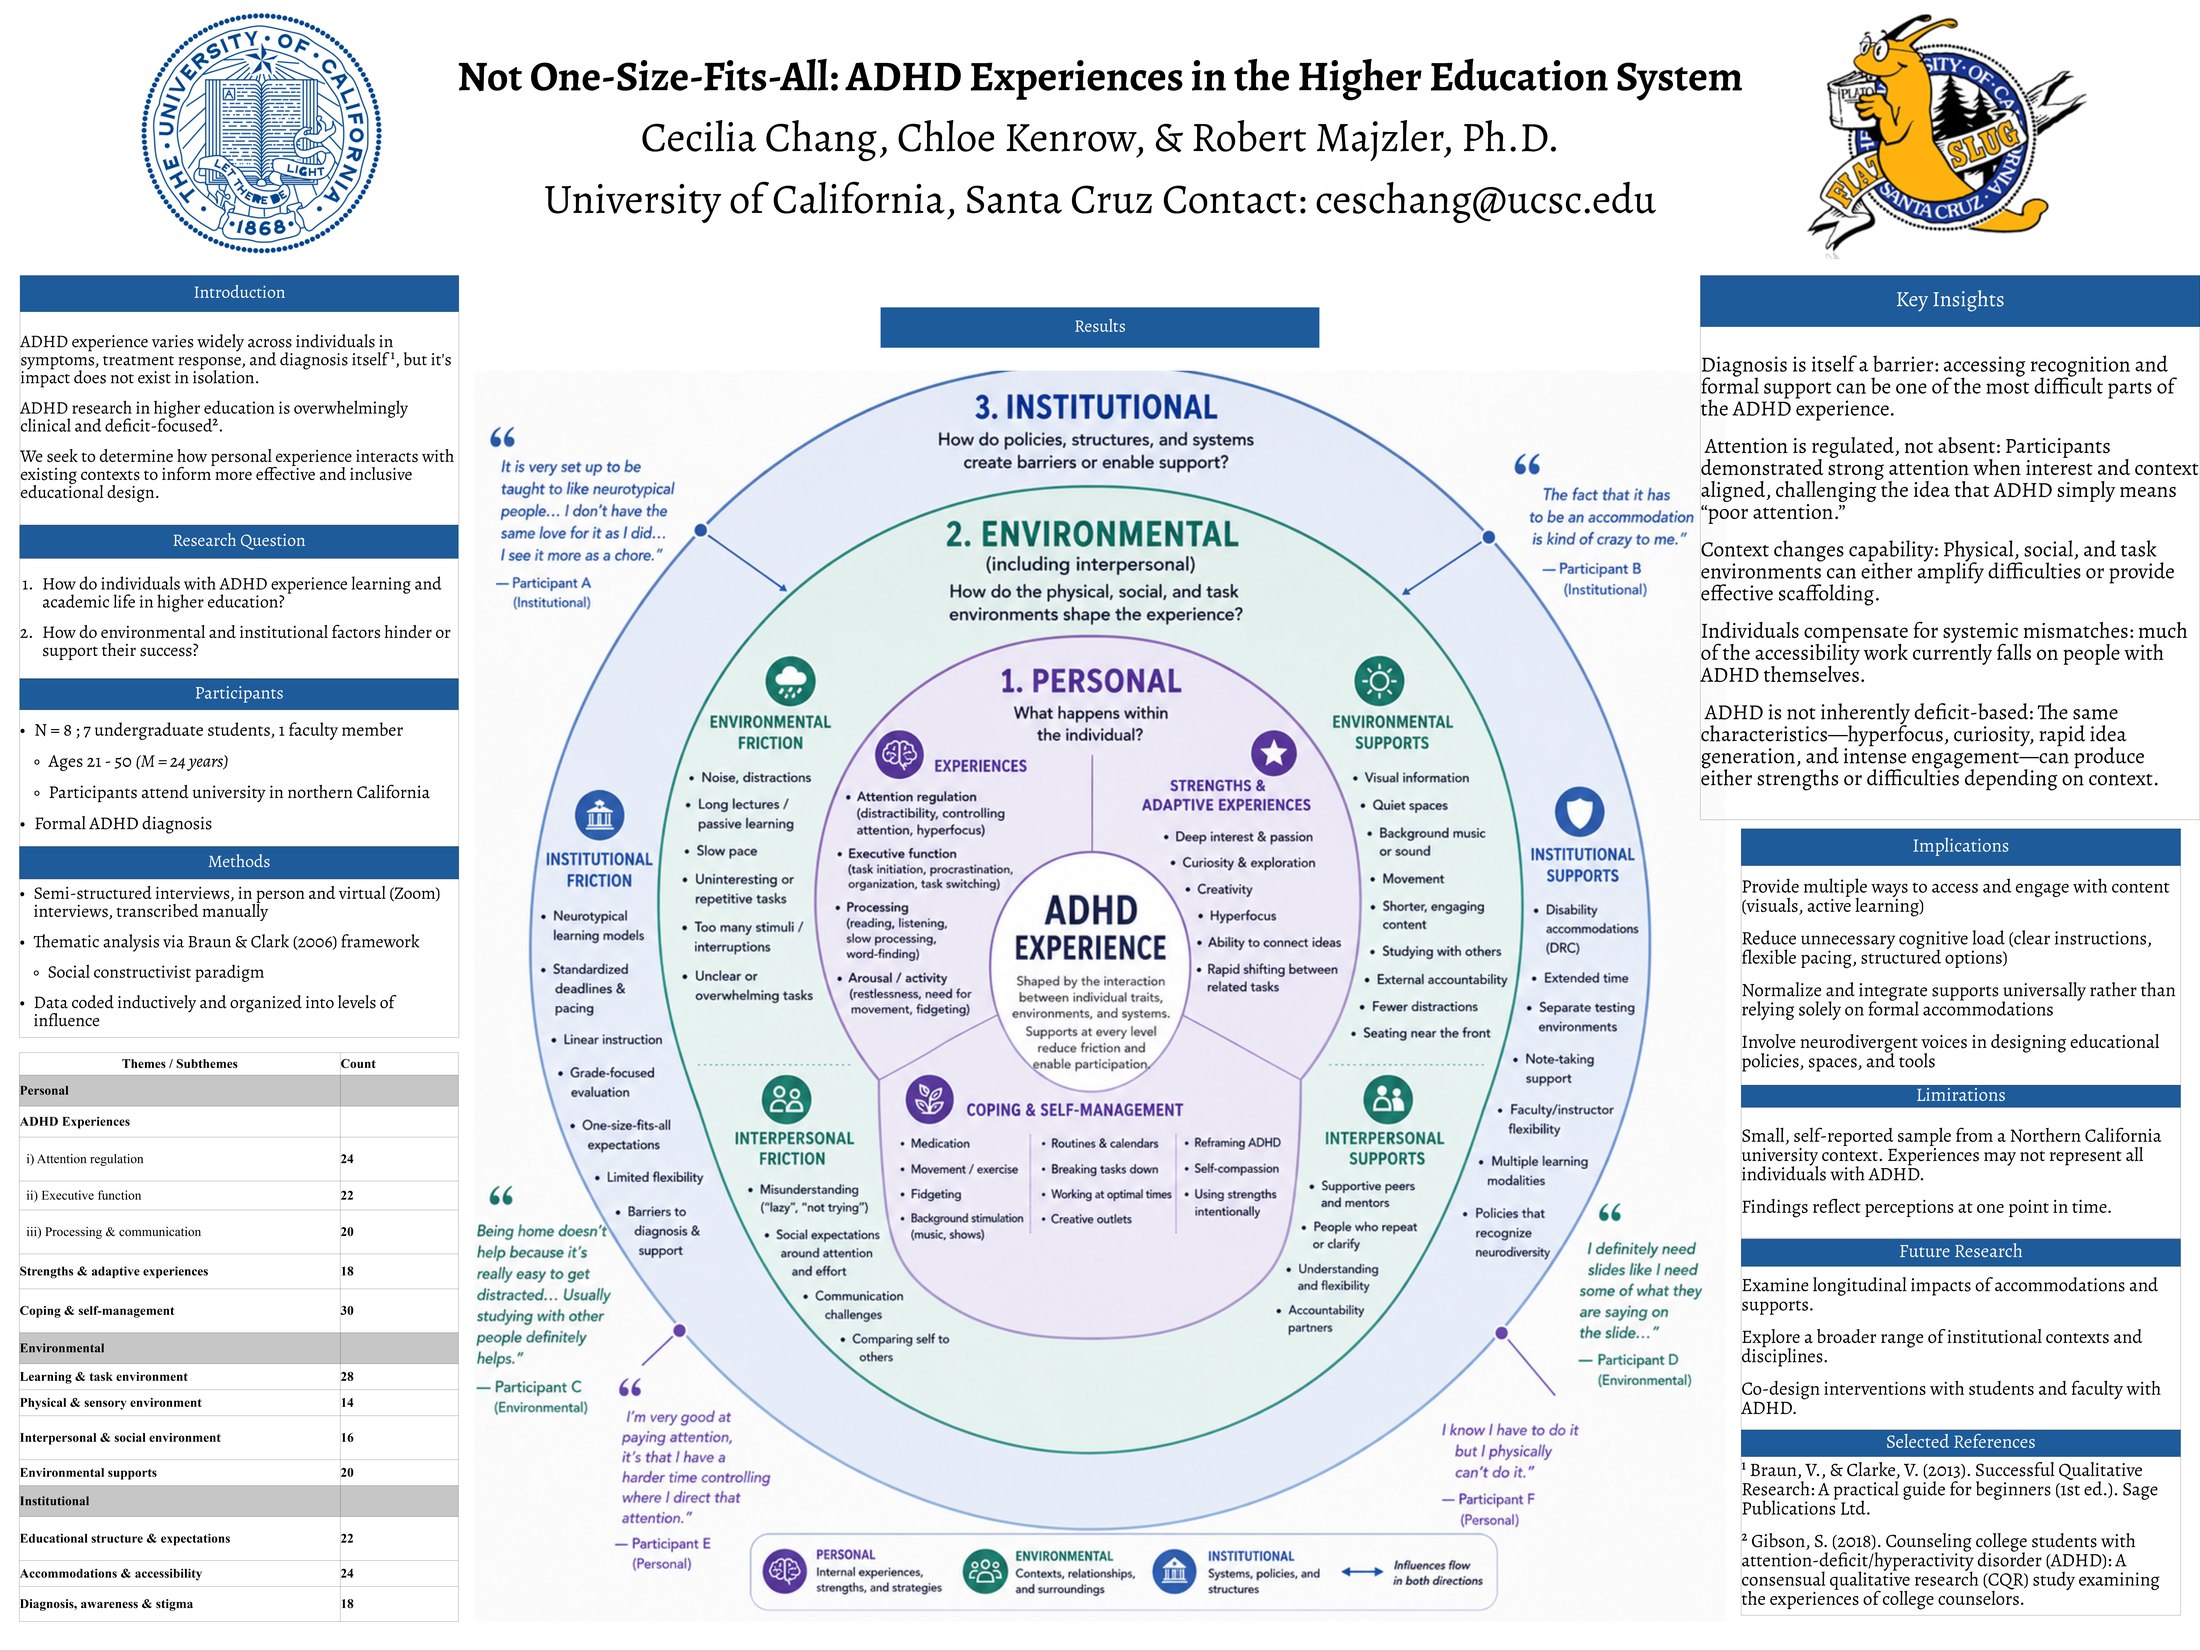 THE · UNIVERSITY · OF · CALIFORNIA
A
LET THERE BE LIGHT
·1868·
Not One-Size-Fits-All: ADHD Experiences in the Higher Education System
Cecilia Chang, Chloe Kenrow, & Robert Majzler, Ph.D.
University of California, Santa Cruz Contact: ceschang@ucsc.edu
PLATO
SITY·OF·CA
IFORNIA
FIAT
SLUG
SANTA CRUZ
Introduction
ADHD experience varies widely across individuals in
symptoms, treatment response, and diagnosis itself¹, but it's
impact does not exist in isolation.
ADHD research in higher education is overwhelmingly
clinical and deficit-focused².
We seek to determine how personal experience interacts with
existing contexts to inform more effective and inclusive
educational design.
Research Question
1. How do individuals with ADHD experience learning and
academic life in higher education?
2. How do environmental and institutional factors hinder or
support their success?
Participants
• N = 8 ; 7 undergraduate students, 1 faculty member
◦ Ages 21 - 50 (M = 24 years)
◦ Participants attend university in northern California
• Formal ADHD diagnosis
Methods
• Semi-structured interviews, in person and virtual (Zoom)
interviews, transcribed manually
• Thematic analysis via Braun & Clark (2006) framework
◦ Social constructivist paradigm
• Data coded inductively and organized into levels of
influence
Themes / Subthemes Count
Personal
ADHD Experiences
i) Attention regulation 24
ii) Executive function 22
iii) Processing & communication 20
Strengths & adaptive experiences 18
Coping & self-management 30
Environmental
Learning & task environment 28
Physical & sensory environment 14
Interpersonal & social environment 16
Environmental supports 20
Institutional
Educational structure & expectations 22
Accommodations & accessibility 24
Diagnosis, awareness & stigma 18
Results
3. INSTITUTIONAL
How do policies, structures, and systems
create barriers or enable support?
“
It is very set up to be
taught to like neurotypical
people... I don't have the
same love for it as I did...
I see it more as a chore.”
— Participant A
(Institutional)
“
The fact that it has
to be an accommodation
is kind of crazy to me.”
— Participant B
(Institutional)
2. ENVIRONMENTAL
(including interpersonal)
How do the physical, social, and task
environments shape the experience?
1. PERSONAL
What happens within
the individual?
INSTITUTIONAL
FRICTION
• Neurotypical
learning models
• Standardized
deadlines &
pacing
• Linear instruction
• Grade-focused
evaluation
• One-size-fits-all
expectations
• Limited flexibility
• Barriers to
diagnosis &
support
ENVIRONMENTAL
FRICTION
• Noise, distractions
• Long lectures /
passive learning
• Slow pace
• Uninteresting or
repetitive tasks
• Too many stimuli /
interruptions
• Unclear or
overwhelming tasks
INTERPERSONAL
FRICTION
• Misunderstanding
(“lazy”, “not trying”)
• Social expectations
around attention
and effort
• Communication
challenges
• Comparing self to
others
EXPERIENCES
• Attention regulation
(distractibility, controlling
attention, hyperfocus)
• Executive function
(task initiation, procrastination,
organization, task switching)
• Processing
(reading, listening,
slow processing,
word-finding)
• Arousal / activity
(restlessness, need for
movement, fidgeting)
ADHD
EXPERIENCE
Shaped by the interaction
between individual traits,
environments, and systems.
Supports at every level
reduce friction and
enable participation.
STRENGTHS &
ADAPTIVE EXPERIENCES
• Deep interest & passion
• Curiosity & exploration
• Creativity
• Hyperfocus
• Ability to connect ideas
• Rapid shifting between
related tasks
COPING & SELF-MANAGEMENT
• Medication
• Movement / exercise
• Fidgeting
• Background stimulation
(music, shows)
• Routines & calendars
• Breaking tasks down
• Working at optimal times
• Creative outlets
• Reframing ADHD
• Self-compassion
• Using strengths
intentionally
ENVIRONMENTAL
SUPPORTS
• Visual information
• Quiet spaces
• Background music
or sound
• Movement
• Shorter, engaging
content
• Studying with others
• External accountability
• Fewer distractions
• Seating near the front
INTERPERSONAL
SUPPORTS
• Supportive peers
and mentors
• People who repeat
or clarify
• Understanding
and flexibility
• Accountability
partners
INSTITUTIONAL
SUPPORTS
• Disability
accommodations
(DRC)
• Extended time
• Separate testing
environments
• Note-taking
support
• Faculty/instructor
flexibility
• Multiple learning
modalities
• Policies that
recognize
neurodiversity
“
Being home doesn't
help because it's
really easy to get
distracted... Usually
studying with other
people definitely
helps.”
— Participant C
(Environmental)
“
I definitely need
slides like I need
some of what they
are saying on
the slide...”
— Participant D
(Environmental)
“
I'm very good at
paying attention,
it's that I have a
harder time controlling
where I direct that
attention.”
— Participant E
(Personal)
I know I have to do it
but I physically
can't do it.”
— Participant F
(Personal)
PERSONAL
Internal experiences,
strengths, and strategies
ENVIRONMENTAL
Contexts, relationships,
and surroundings
INSTITUTIONAL
Systems, policies, and
structures
Influences flow
in both directions
Key Insights
Diagnosis is itself a barrier: accessing recognition and
formal support can be one of the most difficult parts of
the ADHD experience.
Attention is regulated, not absent: Participants
demonstrated strong attention when interest and context
aligned, challenging the idea that ADHD simply means
“poor attention.”
Context changes capability: Physical, social, and task
environments can either amplify difficulties or provide
effective scaffolding.
Individuals compensate for systemic mismatches: much
of the accessibility work currently falls on people with
ADHD themselves.
ADHD is not inherently deficit-based: The same
characteristics—hyperfocus, curiosity, rapid idea
generation, and intense engagement—can produce
either strengths or difficulties depending on context.
Implications
Provide multiple ways to access and engage with content
(visuals, active learning)
Reduce unnecessary cognitive load (clear instructions,
flexible pacing, structured options)
Normalize and integrate supports universally rather than
relying solely on formal accommodations
Involve neurodivergent voices in designing educational
policies, spaces, and tools
Limirations
Small, self-reported sample from a Northern California
university context. Experiences may not represent all
individuals with ADHD.
Findings reflect perceptions at one point in time.
Future Research
Examine longitudinal impacts of accommodations and
supports.
Explore a broader range of institutional contexts and
disciplines.
Co-design interventions with students and faculty with
ADHD.
Selected References
¹ Braun, V., & Clarke, V. (2013). Successful Qualitative
Research: A practical guide for beginners (1st ed.). Sage
Publications Ltd.
² Gibson, S. (2018). Counseling college students with
attention-deficit/hyperactivity disorder (ADHD): A
consensual qualitative research (CQR) study examining
the experiences of college counselors.